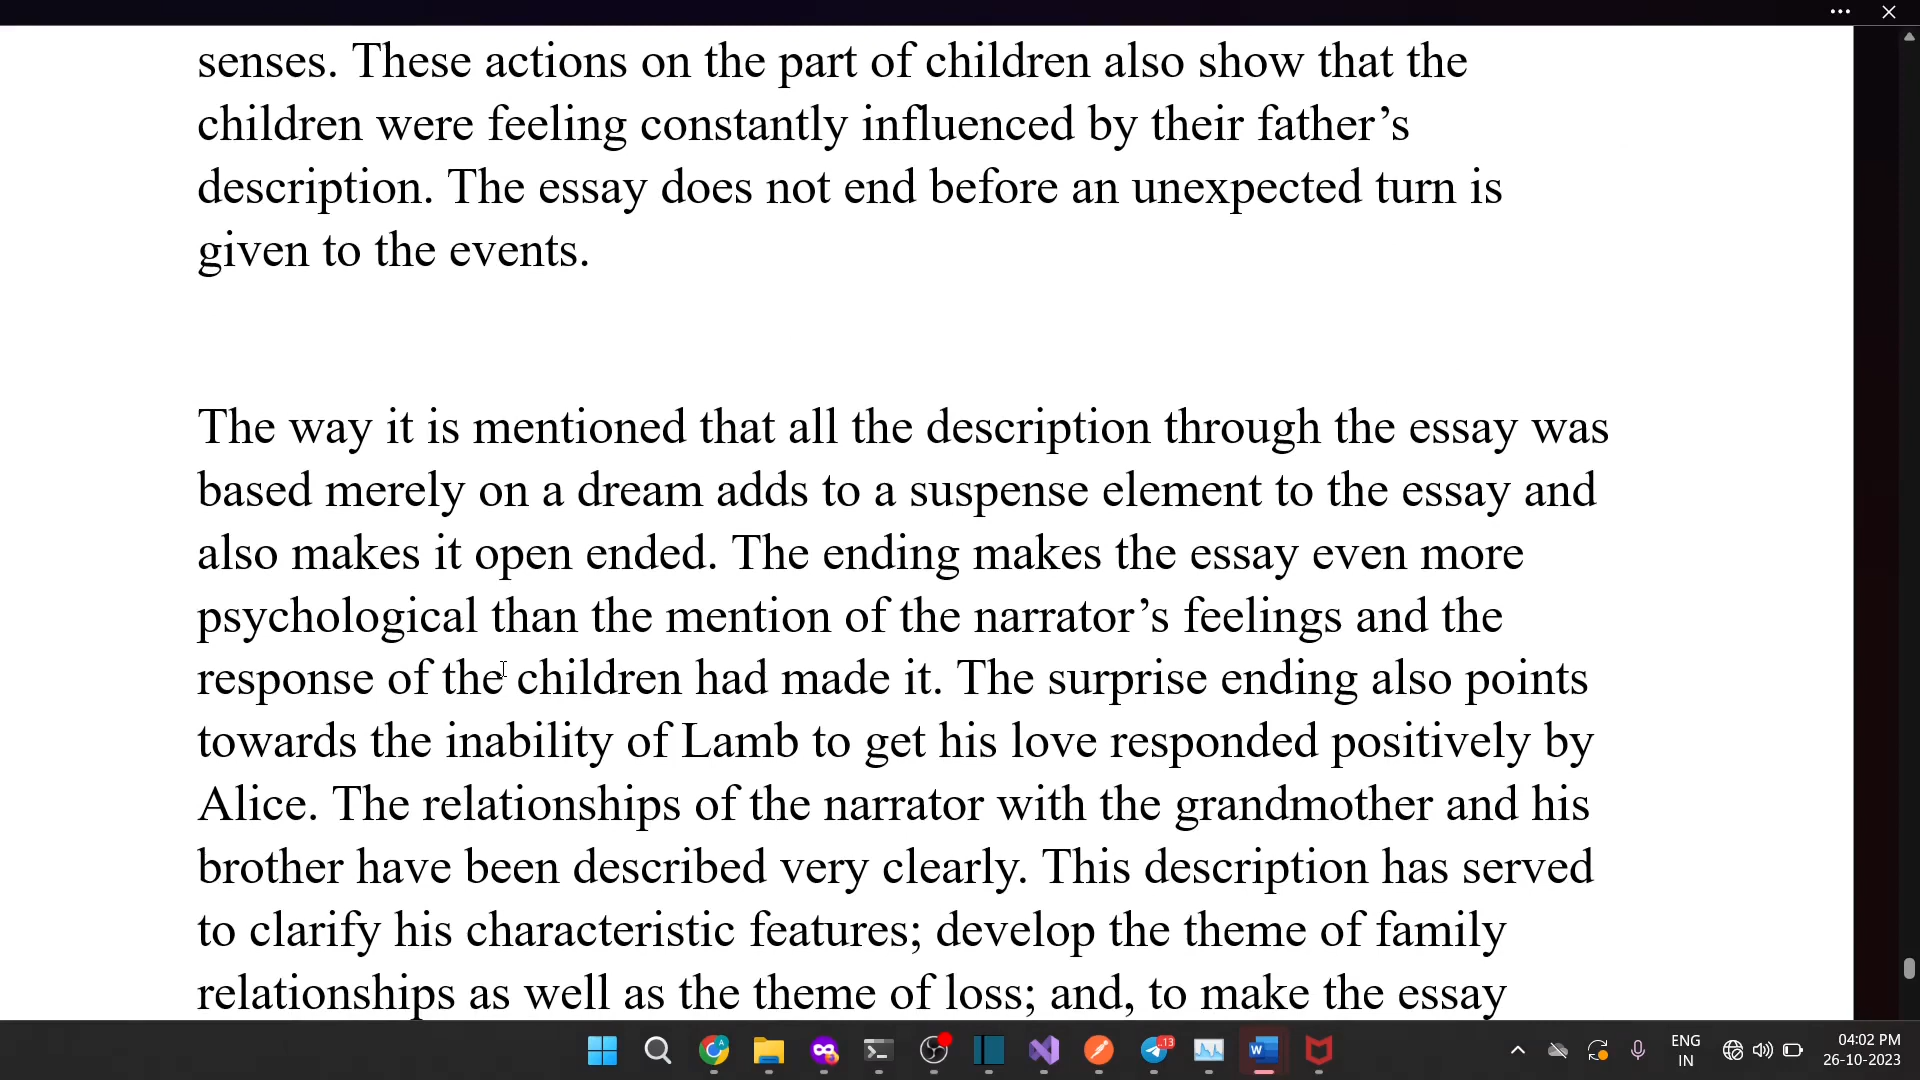 senses. These actions on the part of children also show that the
children were feeling constantly influenced by their father’s
description. The essay does not end before an unexpected turn is
given to the events.
The way it is mentioned that all the description through the essay was
based merely on a dream adds to a suspense element to the essay and
also makes it open ended. The ending makes the essay even more
psychological than the mention of the narrator’s feelings and the
response of the children had made it. The surprise ending also points
towards the inability of Lamb to get his love responded positively by
Alice. The relationships of the narrator with the grandmother and his
brother have been described very clearly. This description has served
to clarify his characteristic features; develop the theme of family
relationships as well as the theme of loss; and, to make the essay
A
13
W
ENG
IN
04:02 PM
26-10-2023